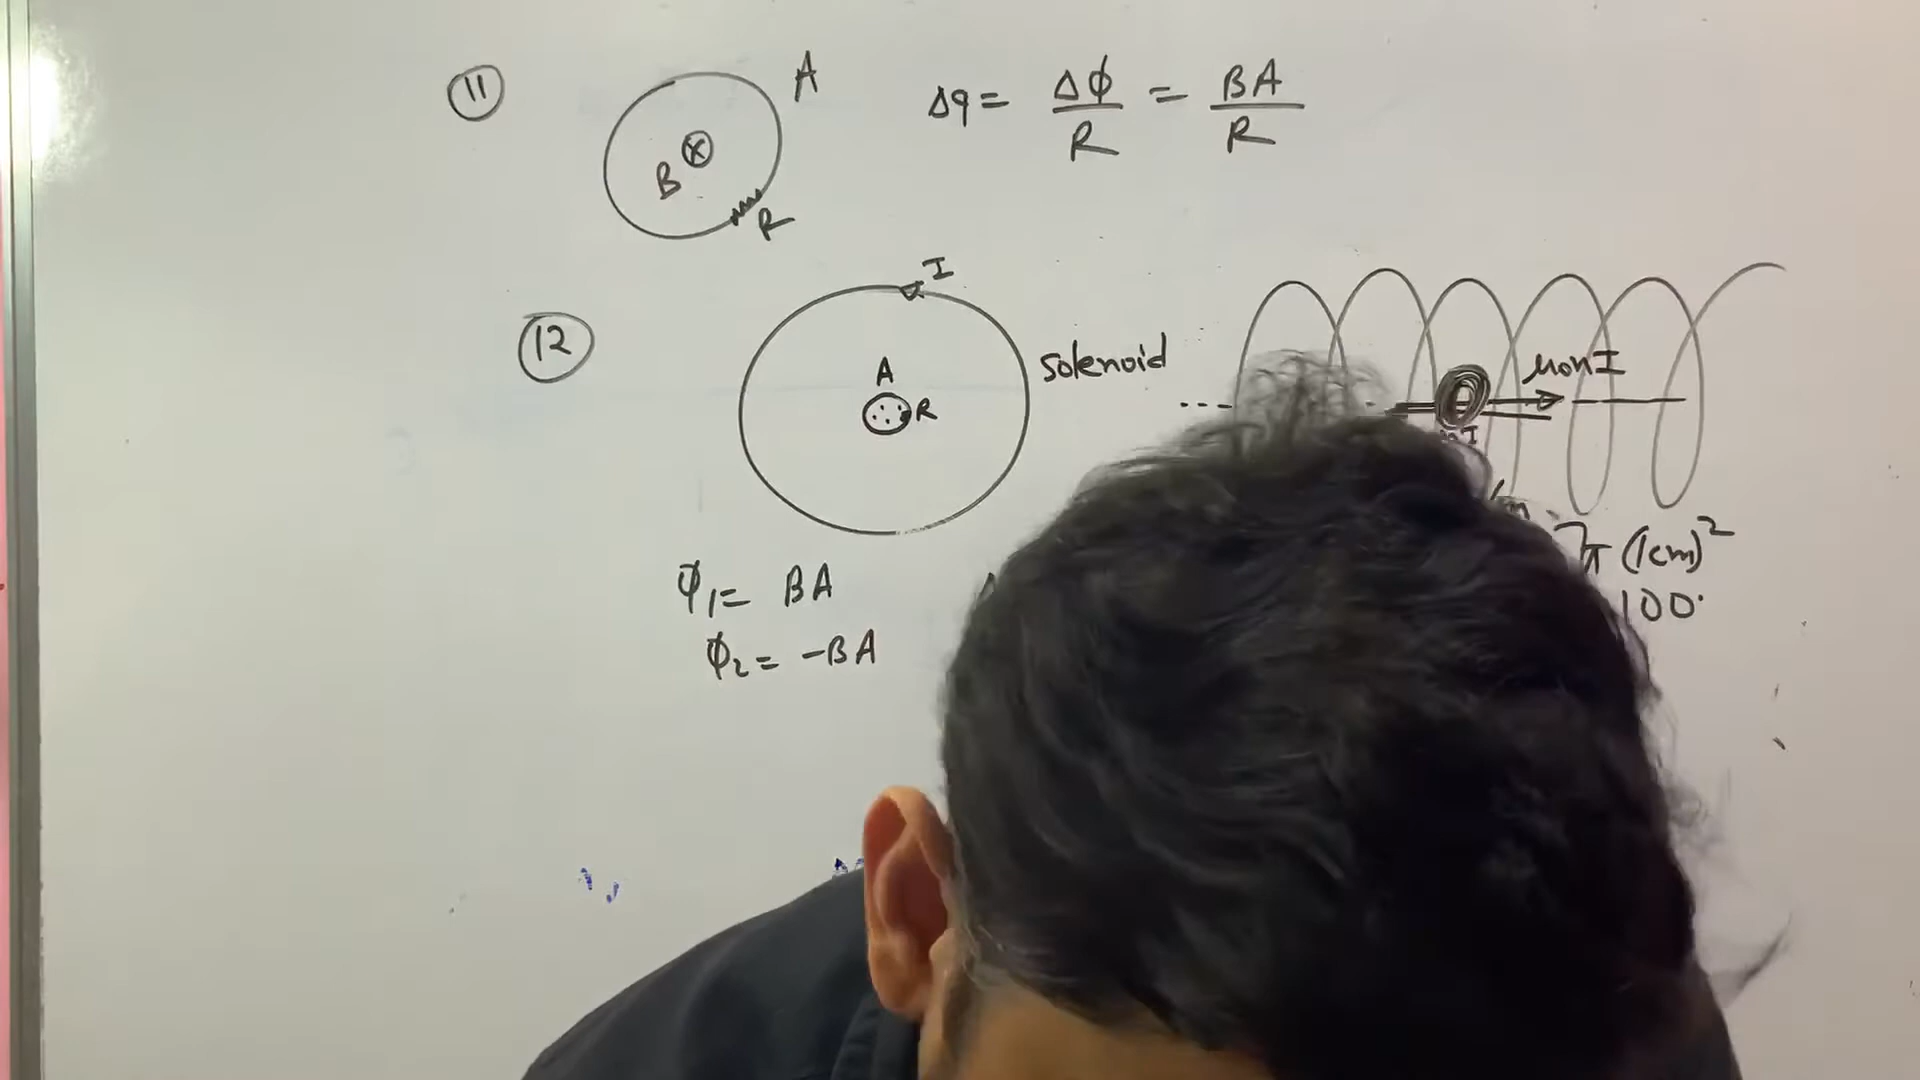 11
A
B
R
Δq = Δϕ/R = BA/R
12
I
A
R
solenoid
μ₀nI
ϕ₁= BA
ϕ₂= -BA
π (1cm)²
100